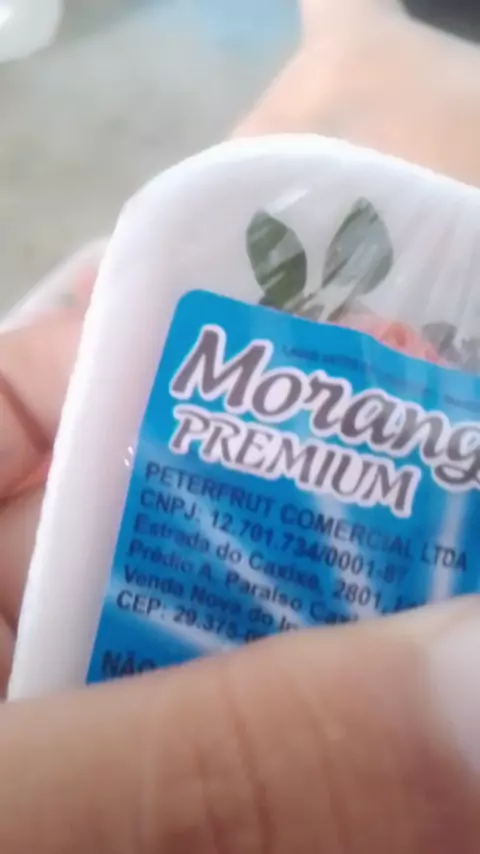 Morang
PREMIUM
PETERFRUT COMERCIAL LTDA
CNPJ: 12.701.734/0001-87
Estrada do Caxixe, 2801,
Prédio A. Paraíso
Venda Nova do
CEP: 29.375
NÃO